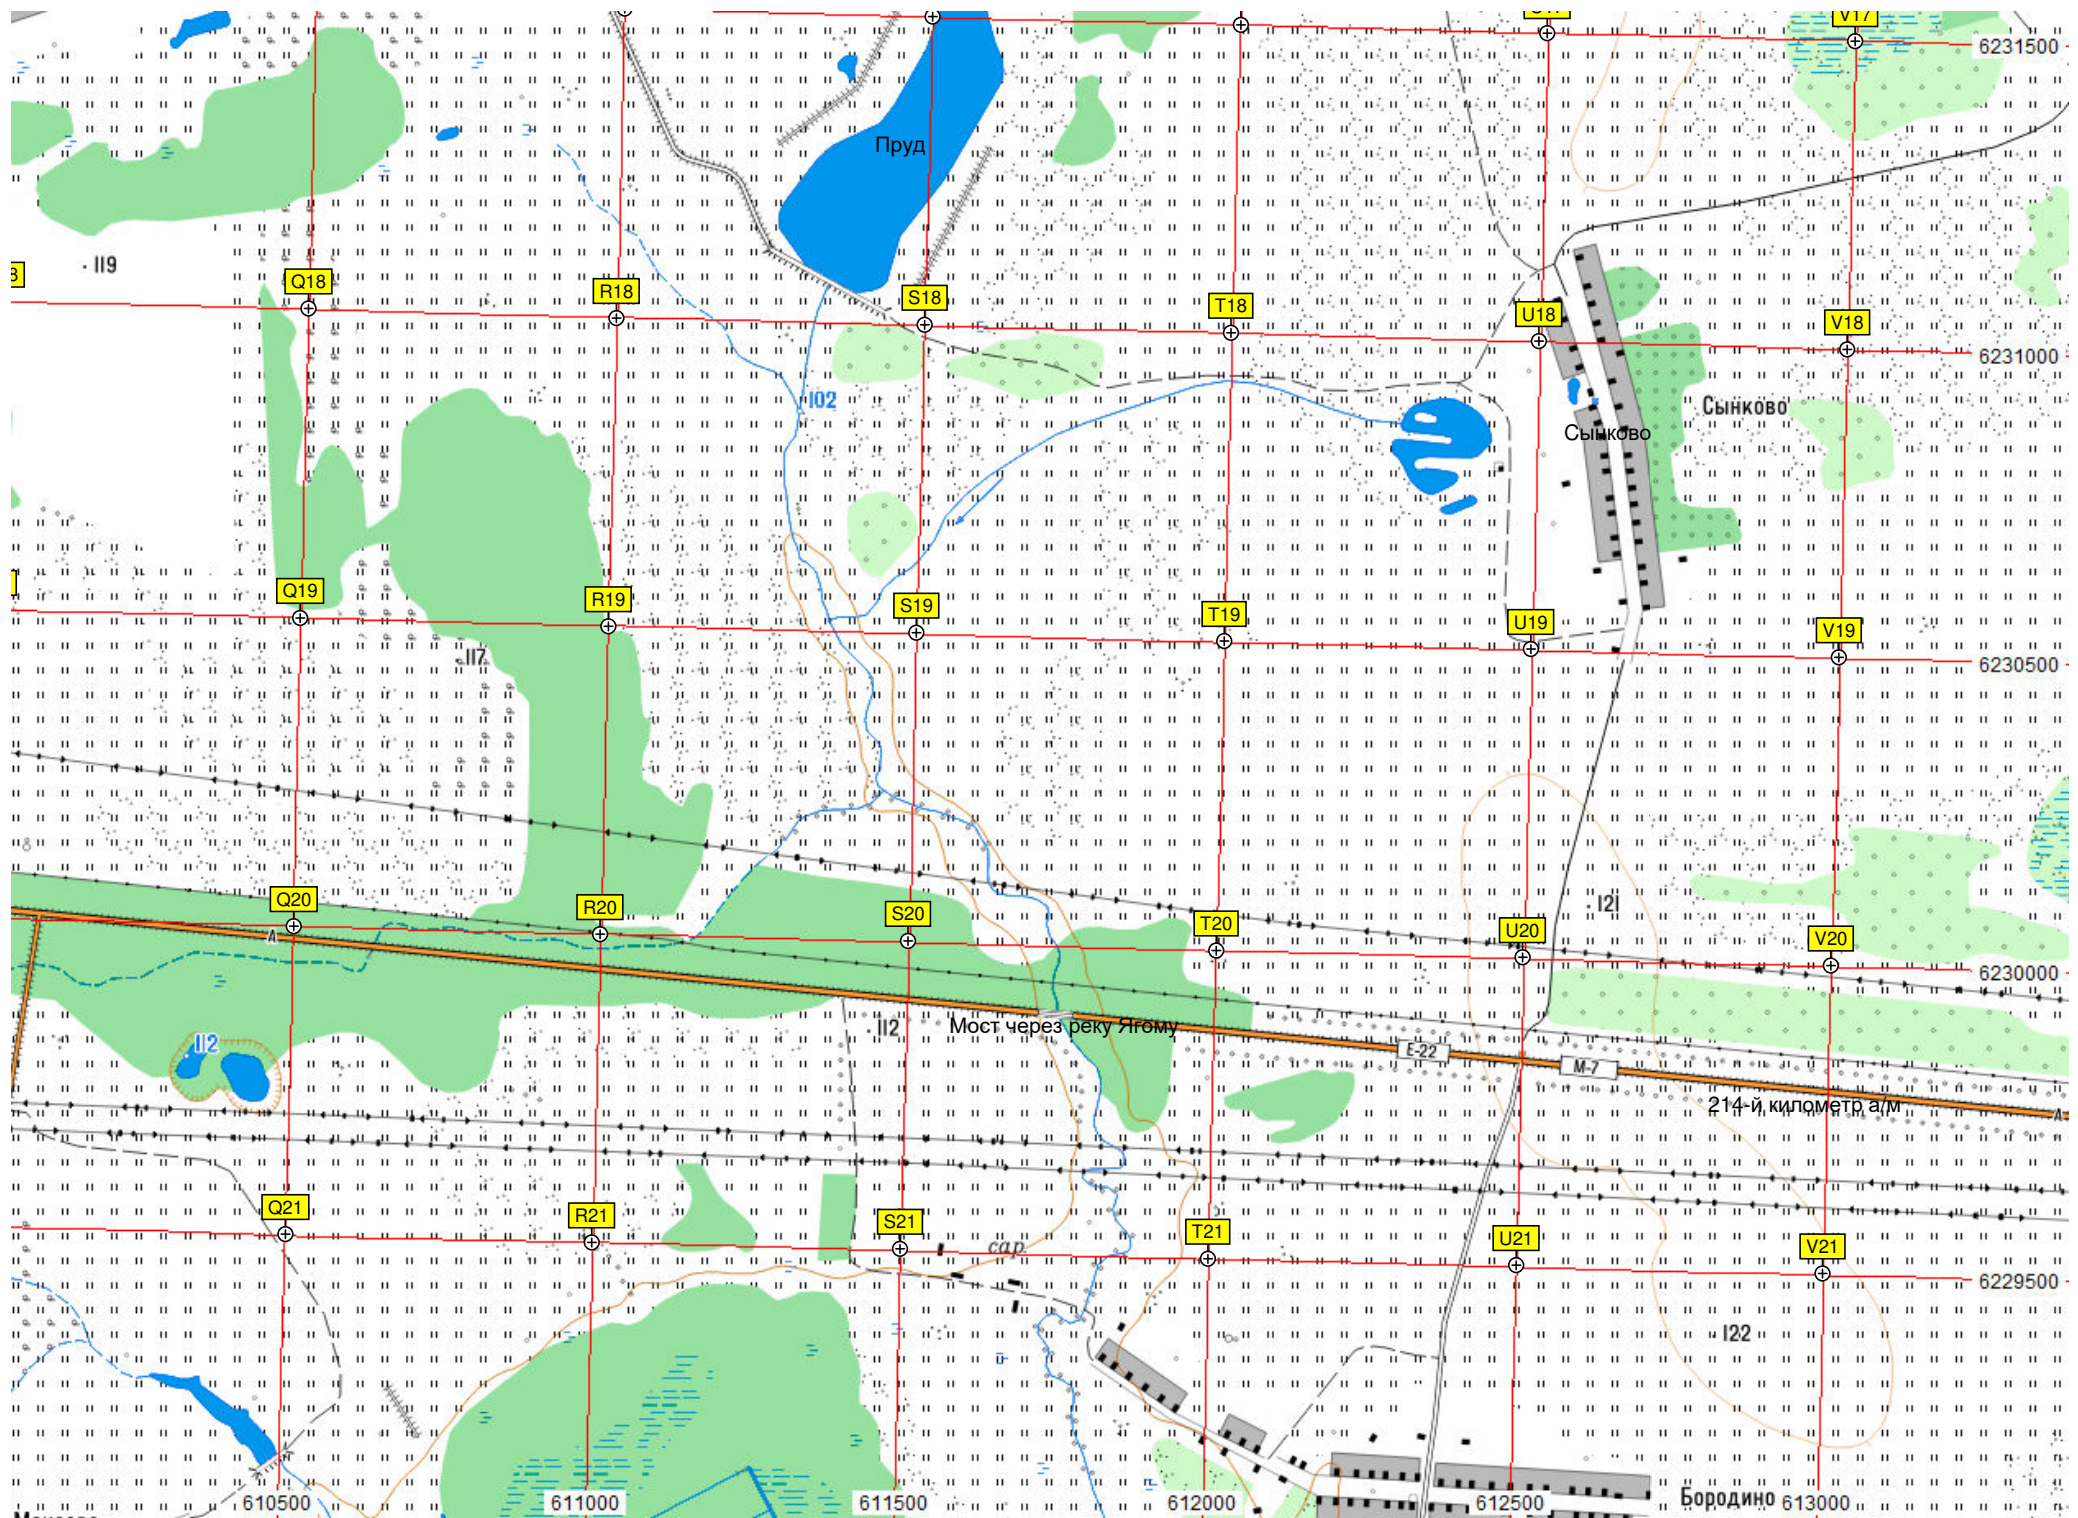 V17
6231500
Пруд
119
Q18
R18
S18
T18
U18
V18
6231000
102
Сынково
Сынково
Q19
R19
S19
T19
U19
V19
117
6230500
Q20
R20
S20
T20
U20
V20
121
А
6230000
112
Мост через реку Ягому
112
Е-22
М-7
214-й километр а/м
А
Q21
R21
S21
T21
U21
V21
сар.
6229500
122
610500
611000
611500
612000
612500
Бородино
613000